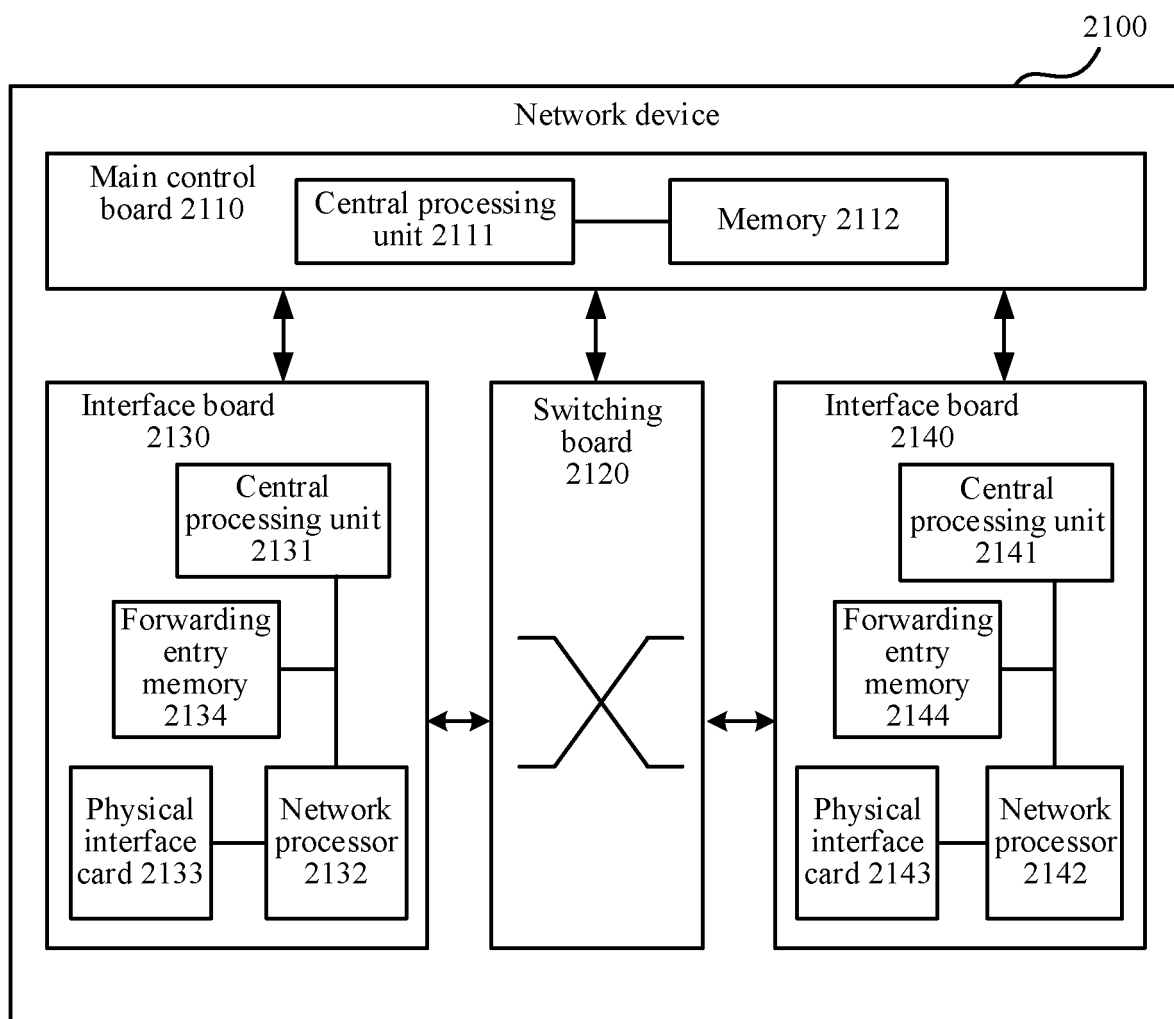 2100
Network device
Main control
board 2110
Central processing
unit 2111
Memory 2112
Interface board
2130
Central
processing unit
2131
Forwarding
entry
memory
2134
Physical
interface
card 2133
Network
processor
2132
Switching
board
2120
Interface board
2140
Central
processing unit
2141
Forwarding
entry
memory
2144
Physical
interface
card 2143
Network
processor
2142